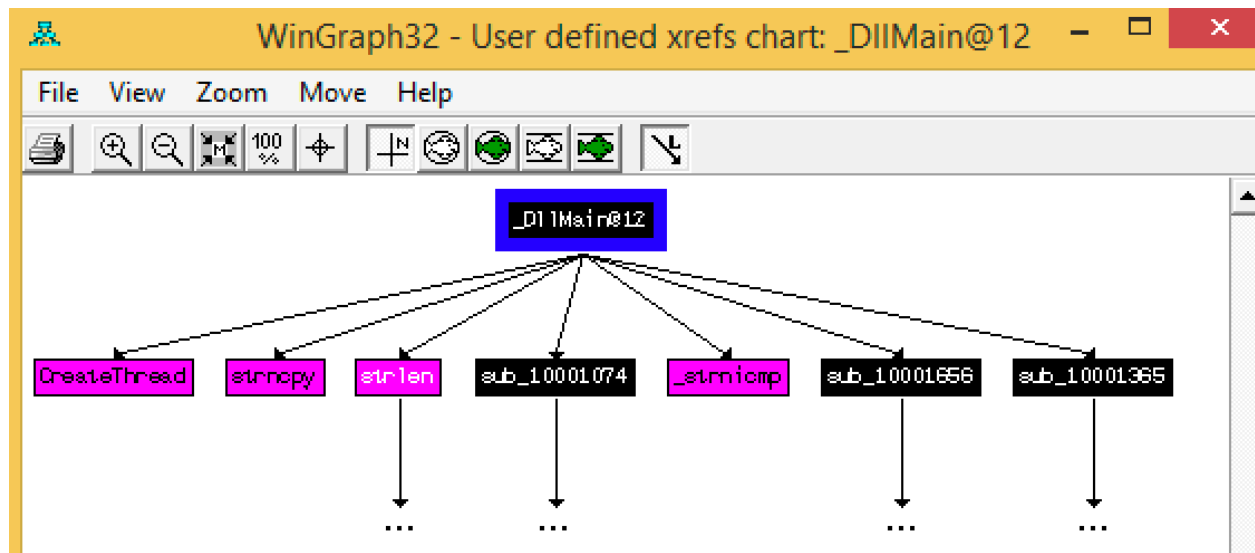 WinGraph32 - User defined xrefs chart: _DllMain@12
File View Zoom Move Help
100 %
N
M
_DllMain@12
CreateThread strncpy strlen sub_10001074 _strnicmp sub_10001656 sub_10001365
... ... ... ...